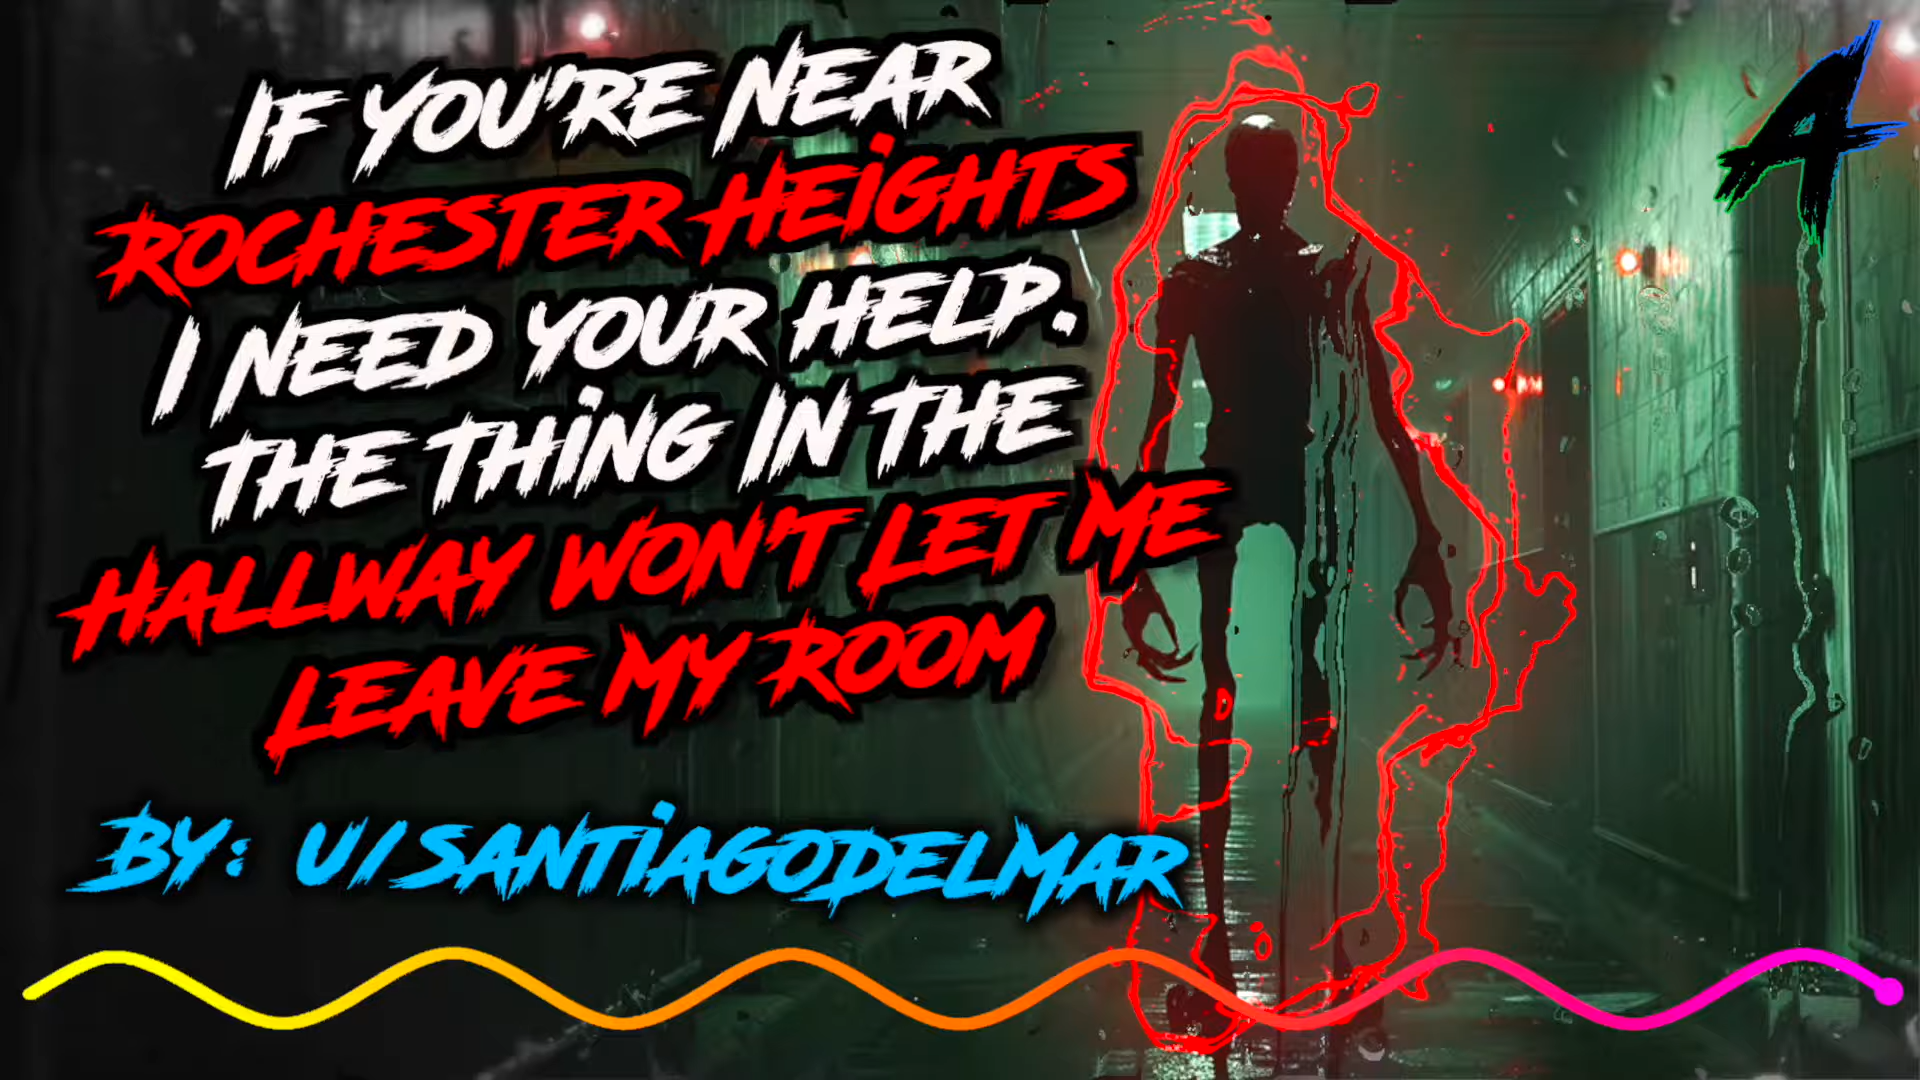 IF YOU'RE NEAR
ROCHESTER HEIGHTS
I NEED YOUR HELP.
THE THING IN THE
HALLWAY WON'T LET ME
LEAVE MY ROOM
BY: U/SANTIAGODELMAR
A